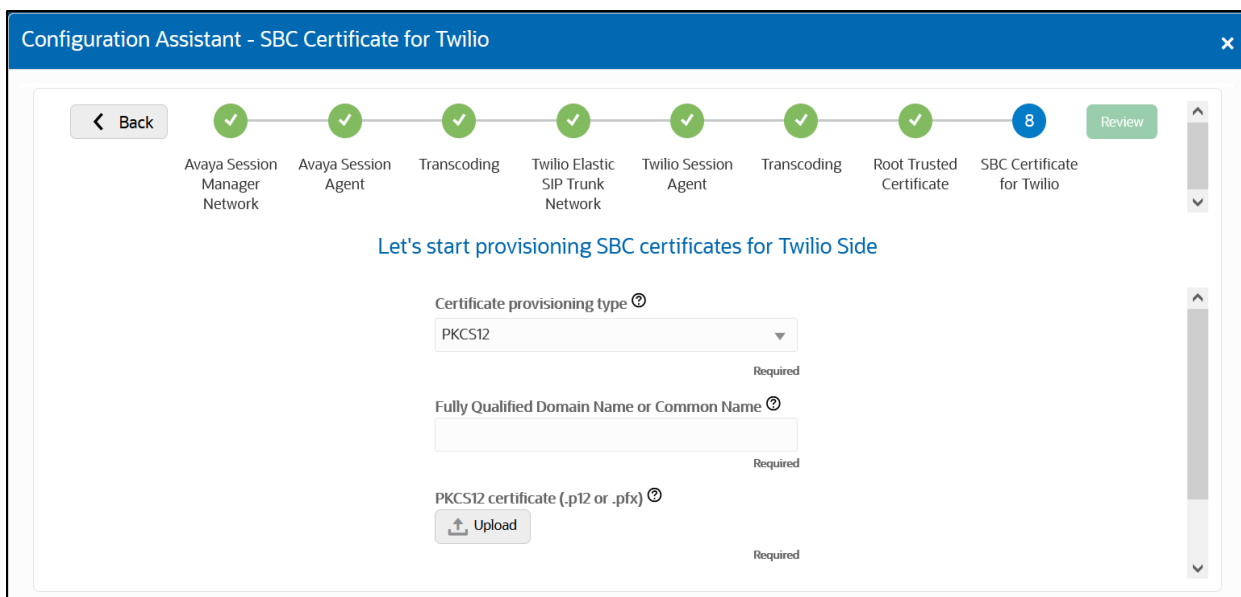 Configuration Assistant - SBC Certificate for Twilio
Back
8
Review
Avaya Session
Manager
Network
Avaya Session
Agent
Transcoding
Twilio Elastic
SIP Trunk
Network
Twilio Session
Agent
Transcoding
Root Trusted
Certificate
SBC Certificate
for Twilio
Let's start provisioning SBC certificates for Twilio Side
Certificate provisioning type ?
PKCS12
Required
Fully Qualified Domain Name or Common Name ?
Required
PKCS12 certificate (.p12 or .pfx) ?
Upload
Required